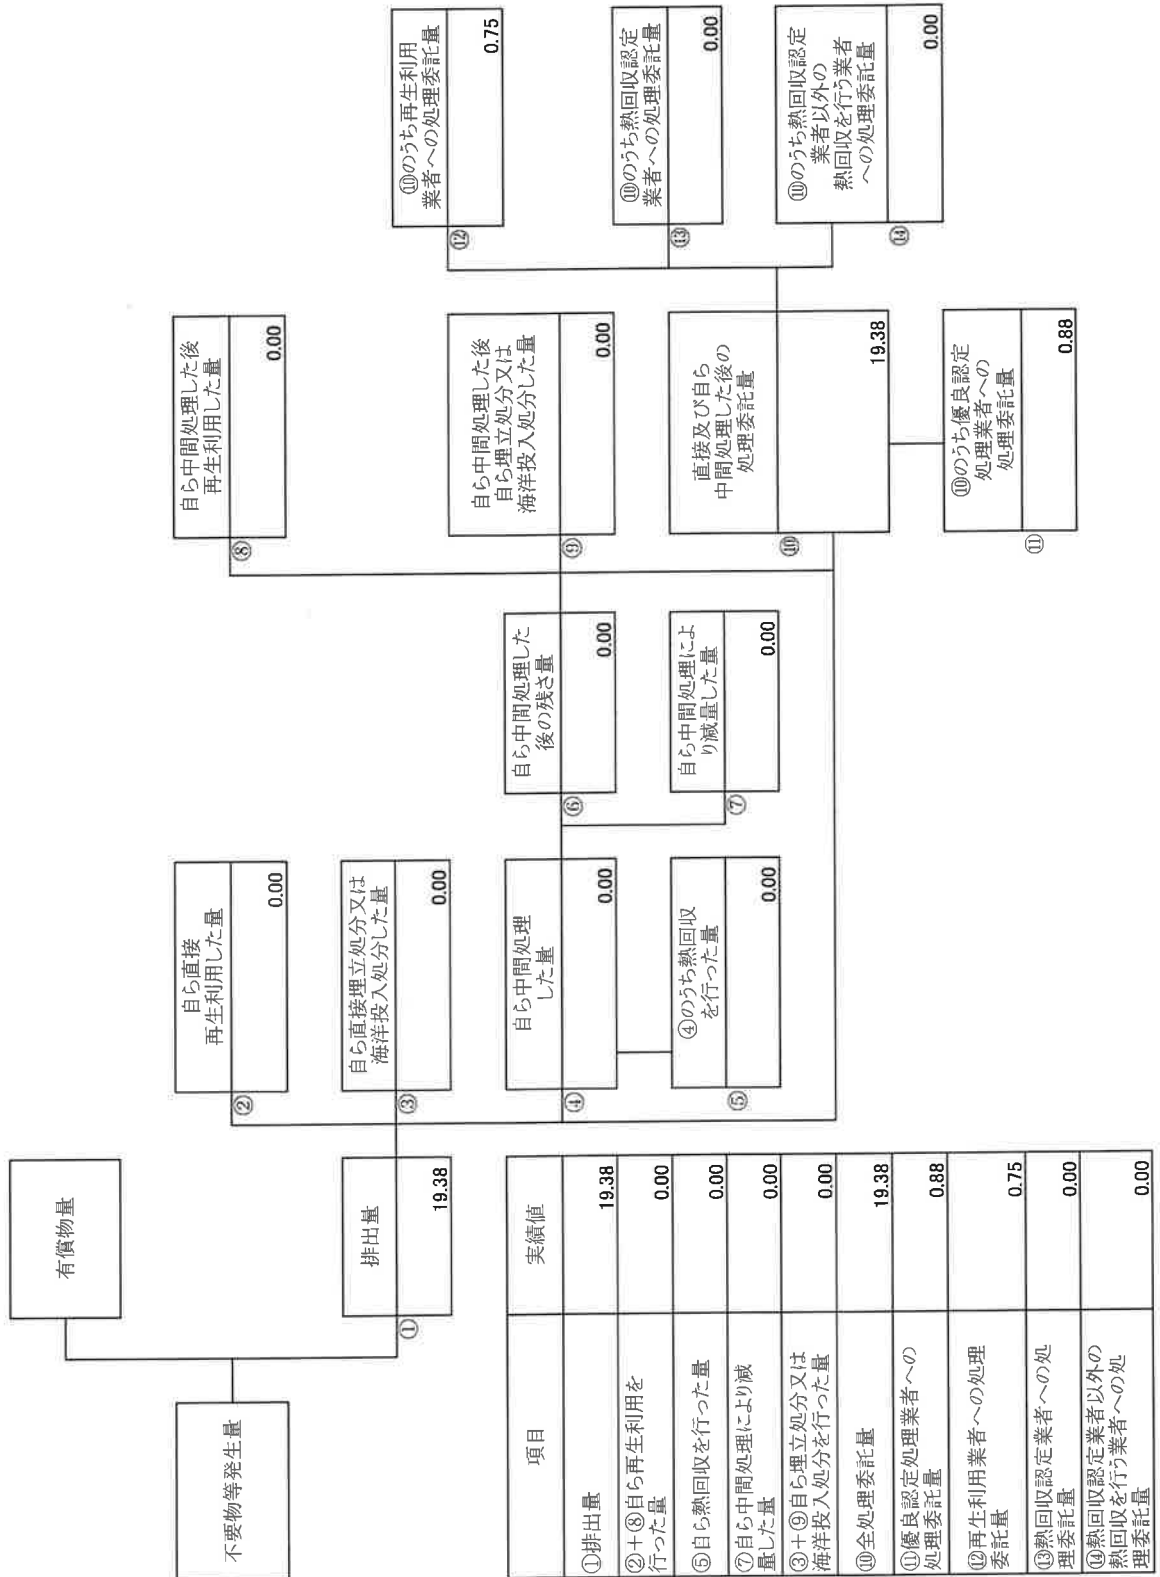 不要物等発生量
有償物量
①
排出量
19.38
②
自ら直接
再生利用した量
0.00
③
自ら直接埋立処分又は
海洋投入処分した量
0.00
④
自ら中間処理
した量
0.00
⑤
④のうち熱回収
を行った量
0.00
⑥
自ら中間処理した
後の残さ量
0.00
⑦
自ら中間処理によ
り減量した量
0.00
⑧
自ら中間処理した後
再生利用した量
0.00
⑨
自ら中間処理した後
自ら埋立処分又は
海洋投入処分した量
0.00
⑩
直接及び自ら
中間処理した後の
処理委託量
19.38
⑪
⑩のうち優良認定
処理業者への
処理委託量
0.88
⑫
⑩のうち再生利用
業者への処理委託量
0.75
⑬
⑩のうち熱回収認定
業者への処理委託量
0.00
⑭
⑩のうち熱回収認定
業者以外の
熱回収を行う業者
への処理委託量
0.00
項目 実績値
①排出量 19.38
②+⑧自ら再生利用を
行った量 0.00
⑤自ら熱回収を行った量 0.00
⑦自ら中間処理により減
量した量 0.00
③+⑨自ら埋立処分又は
海洋投入処分を行った量 0.00
⑩全処理委託量 19.38
⑪優良認定処理業者への
処理委託量 0.88
⑫再生利用業者への処理
委託量 0.75
⑬熱回収認定業者への処
理委託量 0.00
⑭熱回収認定業者以外の
熱回収を行う業者への処
理委託量 0.00